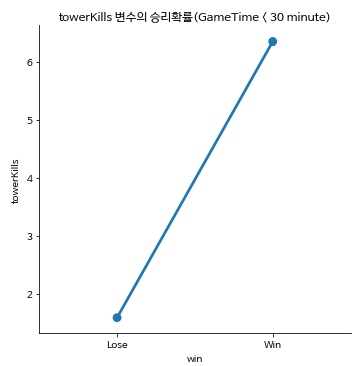 towerKills 변수의 승리확률(GameTime < 30 minute)
6
5
towerKills
4
3
2
Lose
Win
win